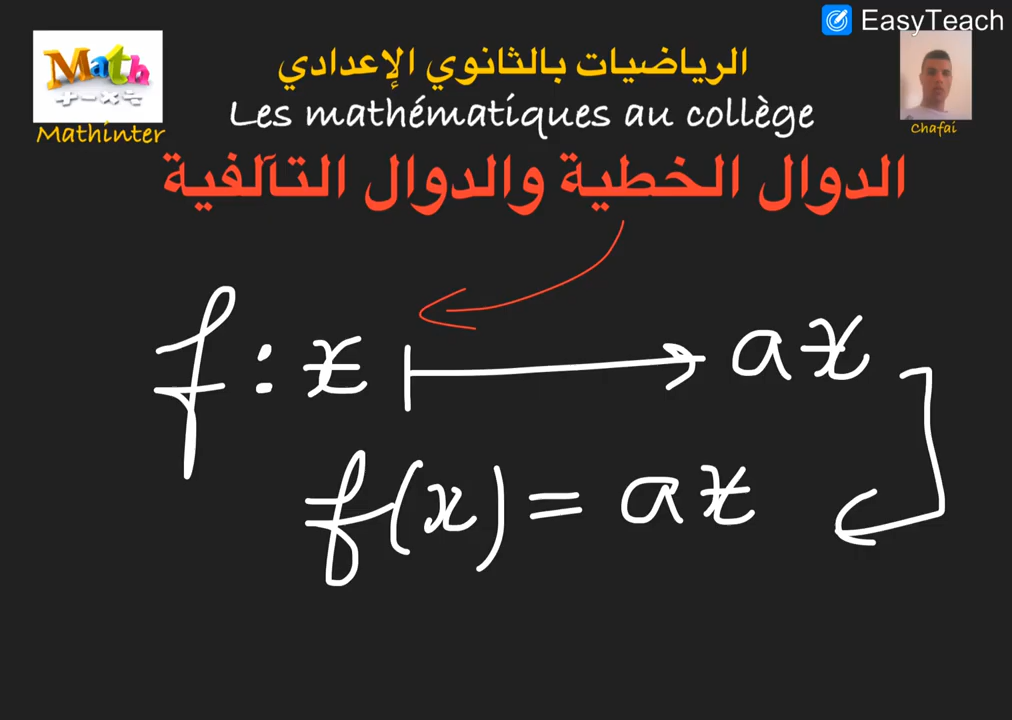 EasyTeach
Math
+-×÷
Mathinter
الرياضيات بالثانوي الإعدادي
Les mathématiques au collège
Chafai
الدوال الخطية والدوال التآلفية
f : x ⟼ ax
f(x) = ax